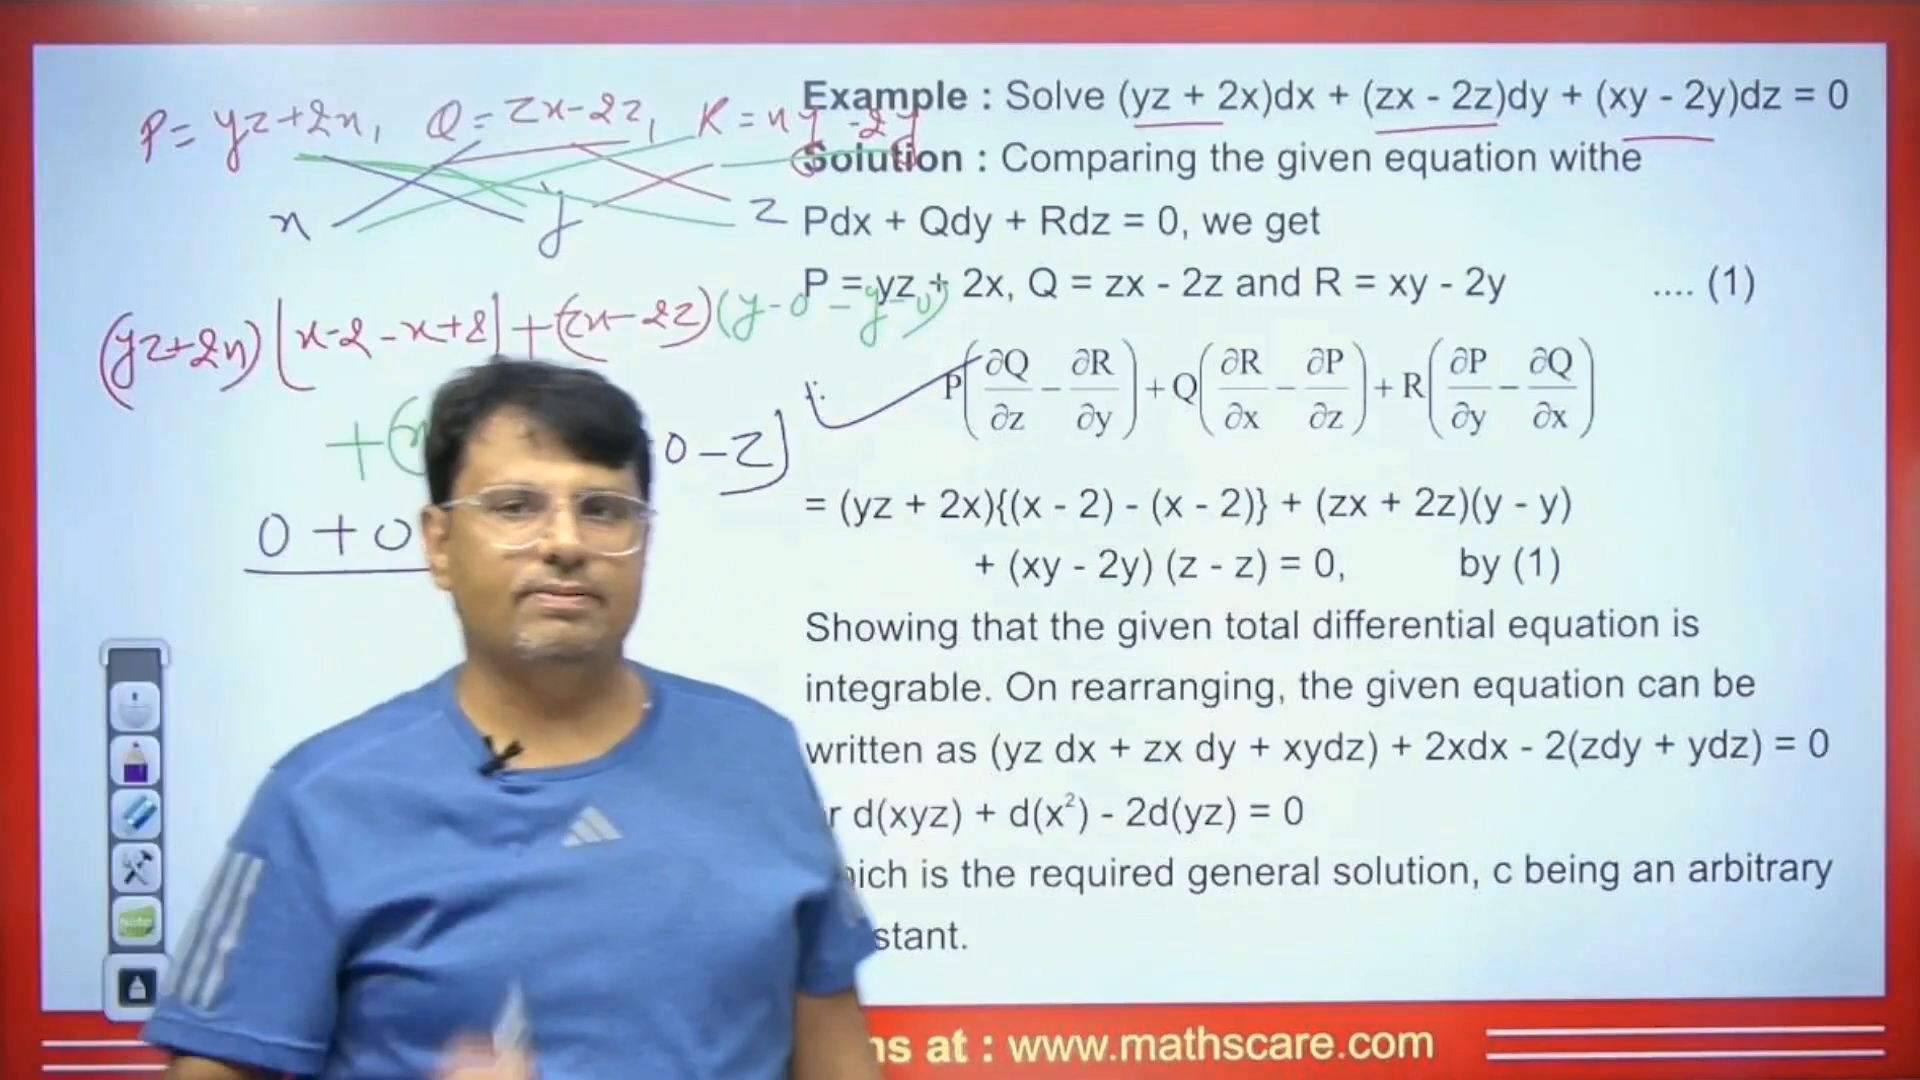 P = yz+2x, Q = zx-2z, R = xy-2y
x y z
(yz+2x) [x-2-x+2] + (zx-2z) (y-0-y-0)
+ ( 0-z]
0+0
Example : Solve (yz + 2x)dx + (zx - 2z)dy + (xy - 2y)dz = 0
Solution : Comparing the given equation withe
Pdx + Qdy + Rdz = 0, we get
P = yz + 2x, Q = zx - 2z and R = xy - 2y .... (1)
P(∂Q/∂z − ∂R/∂y) + Q(∂R/∂x − ∂P/∂z) + R(∂P/∂y − ∂Q/∂x)
= (yz + 2x){(x - 2) - (x - 2)} + (zx + 2z)(y - y)
+ (xy - 2y) (z - z) = 0, by (1)
Showing that the given total differential equation is
integrable. On rearranging, the given equation can be
written as (yz dx + zx dy + xydz) + 2xdx - 2(zdy + ydz) = 0
r d(xyz) + d(x²) - 2d(yz) = 0
ich is the required general solution, c being an arbitrary
stant.
ns at : www.mathscare.com